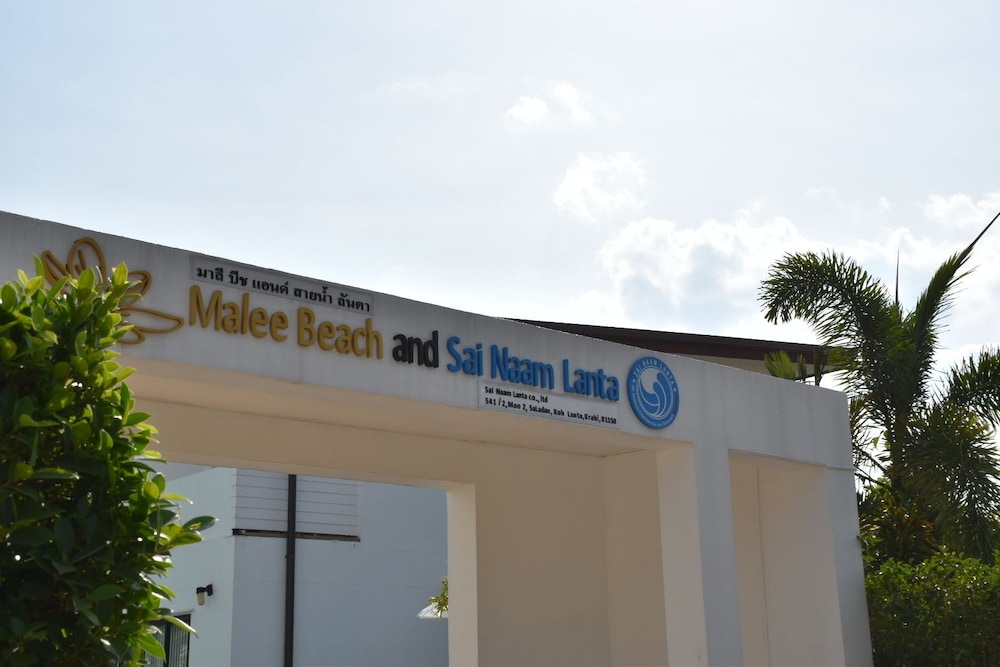 มาลี บีช แอนด์ สายน้ำ ลันตา
Malee Beach and Sai Naam Lanta
Sai Naam Lanta co., ltd
541 /2,Moo 2, SaLadan, Koh Lanta,Krabi, 81150